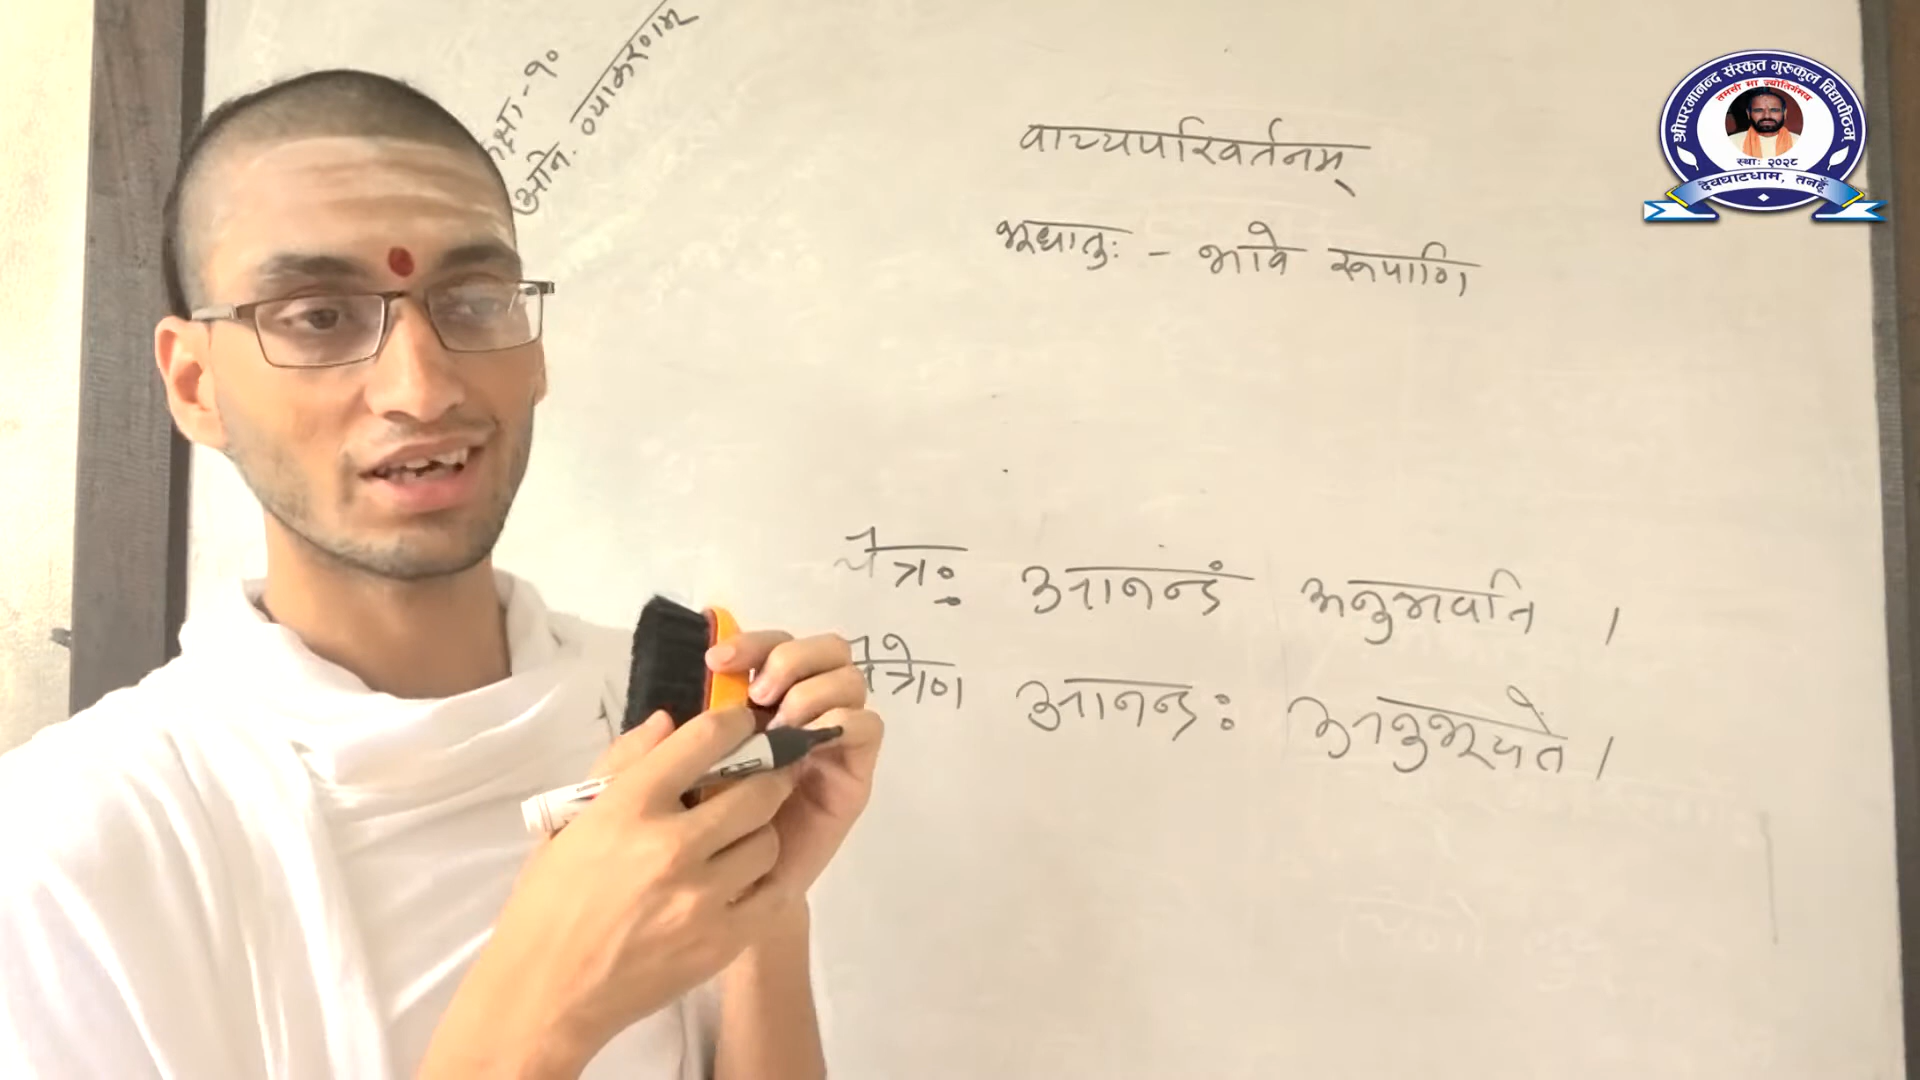 कक्षा-१०
अनि. व्याकरणम्
वाच्यपरिवर्तनम्
भूधातुः - भावे रूपाणि
चैत्रः आनन्दं अनुभवति ।
चैत्रेण आनन्दः अनुभूयते ।
श्रीपरमानन्द संस्कृत गुरुकुल विद्यापीठम्
तमसो मा ज्योतिर्गमय
स्थाः २०२८
देवघाटधाम, तनहूँ